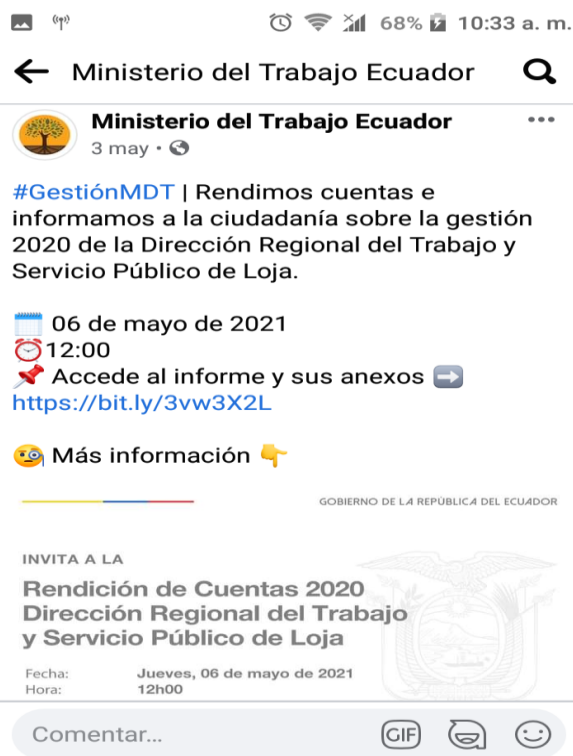 68% 10:33 a. m.
Ministerio del Trabajo Ecuador
Ministerio del Trabajo Ecuador
3 may ·
#GestiónMDT | Rendimos cuentas e
informamos a la ciudadanía sobre la gestión
2020 de la Dirección Regional del Trabajo y
Servicio Público de Loja.
06 de mayo de 2021
12:00
Accede al informe y sus anexos
https://bit.ly/3vw3X2L
Más información
GOBIERNO DE LA REPÚBLICA DEL ECUADOR
INVITA A LA
Rendición de Cuentas 2020
Dirección Regional del Trabajo
y Servicio Público de Loja
Fecha: Jueves, 06 de mayo de 2021
Hora: 12h00
Comentar...
GIF